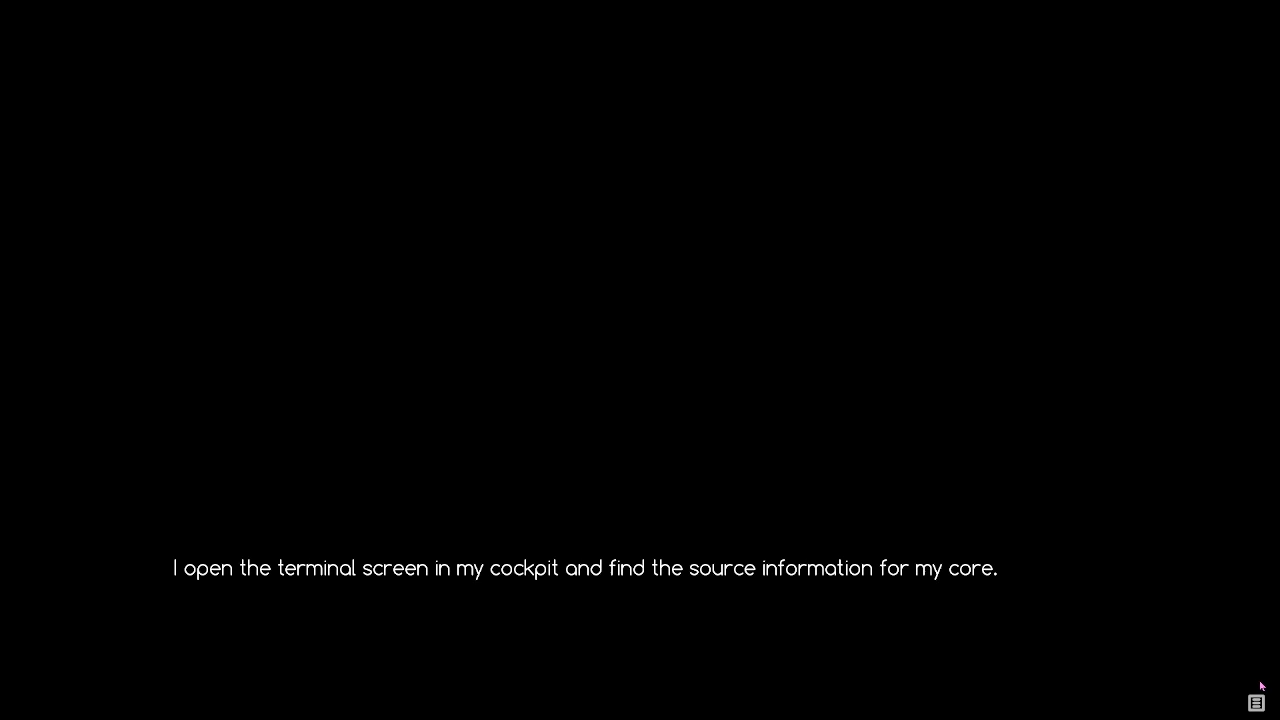 I open the terminal screen in my cockpit and find the source information for my core.